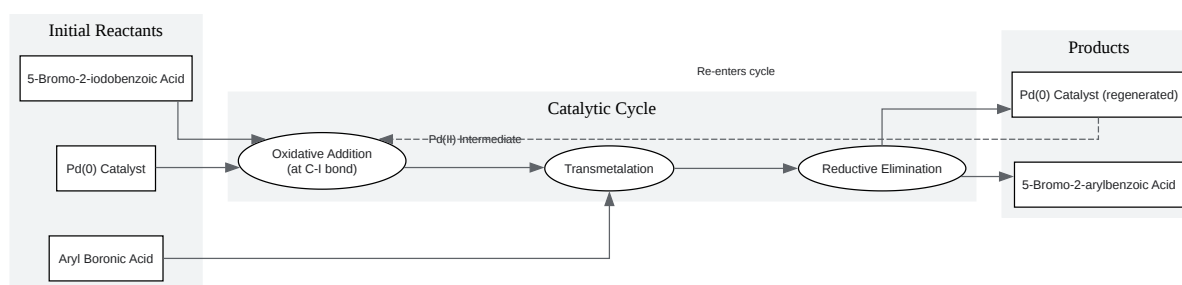 Initial Reactants
5-Bromo-2-iodobenzoic Acid
Pd(0) Catalyst
Aryl Boronic Acid
Catalytic Cycle
Pd(II) Intermediate
Oxidative Addition
(at C-I bond)
Transmetalation
Reductive Elimination
Re-enters cycle
Products
Pd(0) Catalyst (regenerated)
5-Bromo-2-arylbenzoic Acid